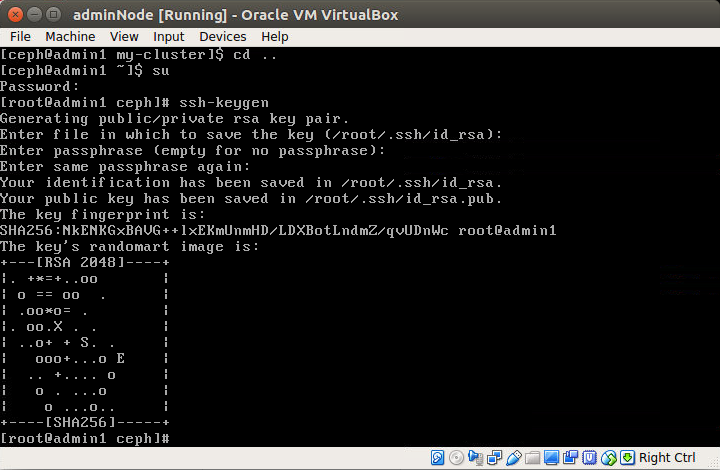 adminNode [Running] - Oracle VM VirtualBox
File Machine View Input Devices Help
[ceph@admin1 my-cluster]$ cd ..
[ceph@admin1 ~]$ su
Password:
[root@admin1 ceph]# ssh-keygen
Generating public/private rsa key pair.
Enter file in which to save the key (/root/.ssh/id_rsa):
Enter passphrase (empty for no passphrase):
Enter same passphrase again:
Your identification has been saved in /root/.ssh/id_rsa.
Your public key has been saved in /root/.ssh/id_rsa.pub.
The key fingerprint is:
SHA256:NkENKGxBAVG++lxEKmUnmHD/LDXBotLndmZ/qvUDnWc root@admin1
The key's randomart image is:
+---[RSA 2048]----+
|. +*=+..oo       |
| o == oo  .      |
| .oo*o= .        |
|. oo.X . .       |
| ..o+ + S. .     |
|   ooo+...o E    |
|  .. +.... o     |
|   o . ...o      |
|    o ...o..     |
+----[SHA256]-----+
[root@admin1 ceph]#
Right Ctrl